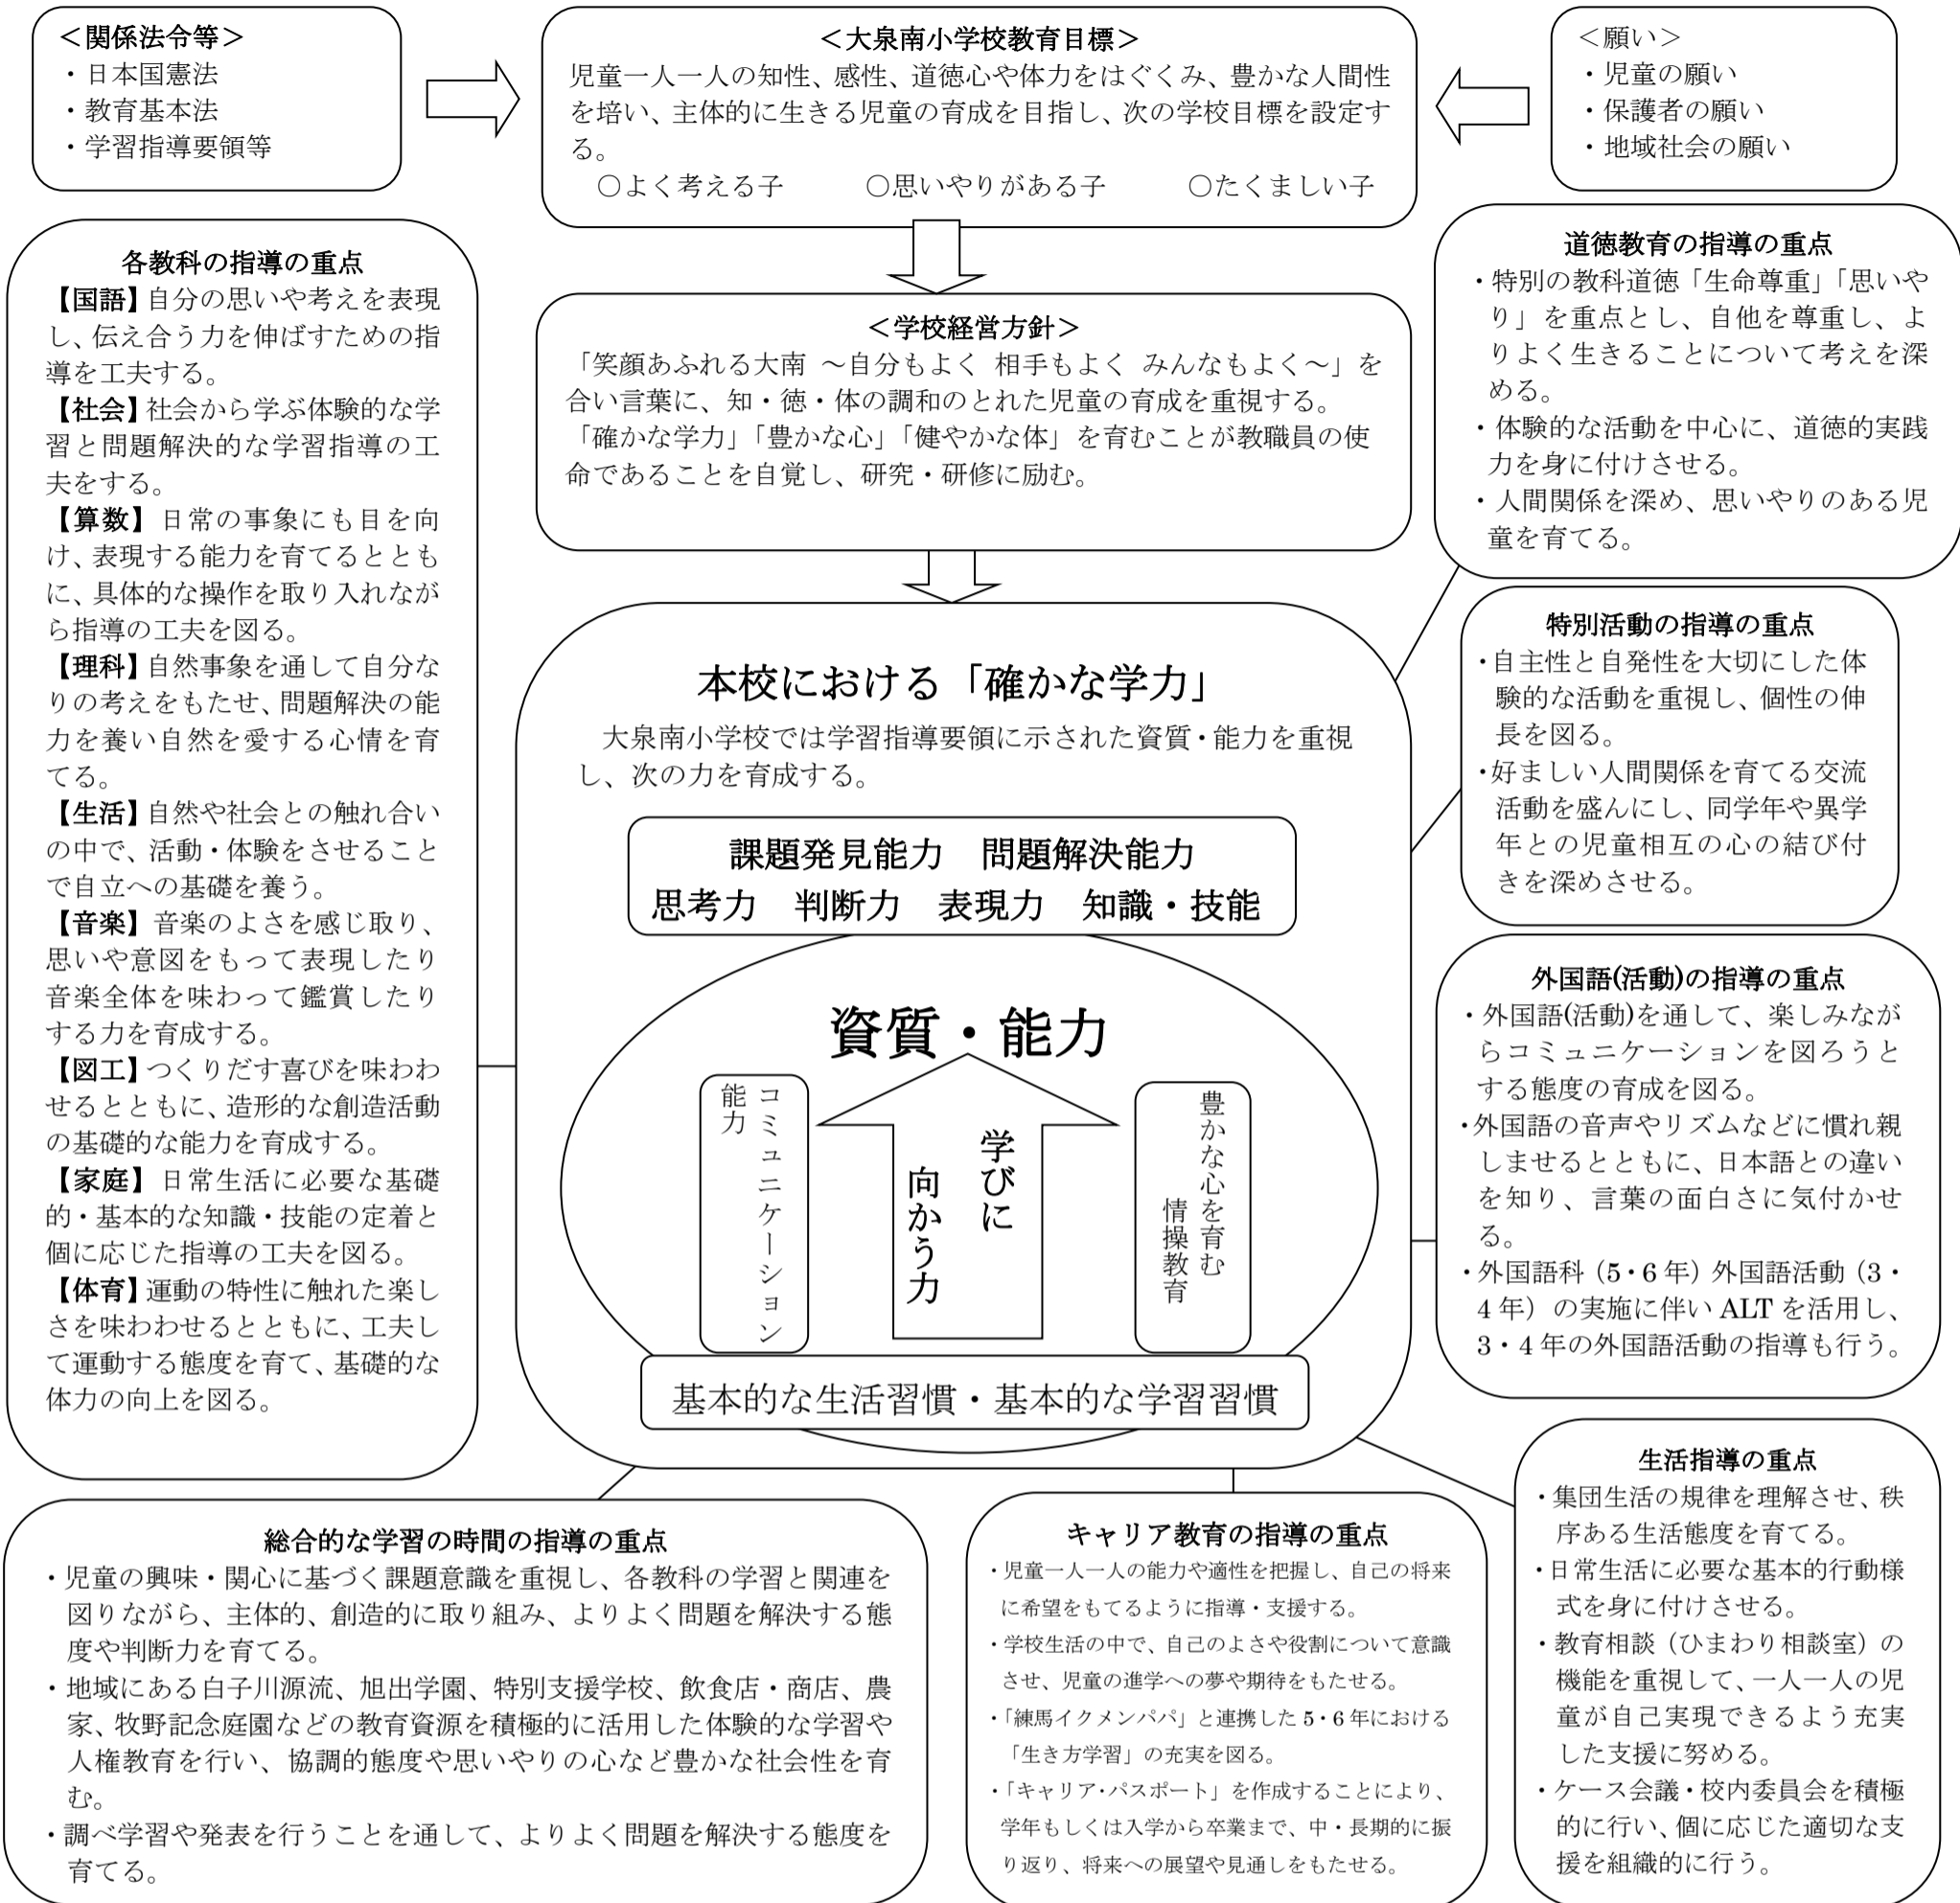 ＜関係法令等＞
・日本国憲法
・教育基本法
・学習指導要領等
＜大泉南小学校教育目標＞
児童一人一人の知性、感性、道徳心や体力をはぐくみ、豊かな人間性
を培い、主体的に生きる児童の育成を目指し、次の学校目標を設定す
る。
○よく考える子　○思いやりがある子　○たくましい子
＜願い＞
・児童の願い
・保護者の願い
・地域社会の願い
各教科の指導の重点
【国語】自分の思いや考えを表現
し、伝え合う力を伸ばすための指
導を工夫する。
【社会】社会から学ぶ体験的な学
習と問題解決的な学習指導の工
夫をする。
【算数】日常の事象にも目を向
け、表現する能力を育てるととも
に、具体的な操作を取り入れなが
ら指導の工夫を図る。
【理科】自然事象を通して自分な
りの考えをもたせ、問題解決の能
力を養い自然を愛する心情を育
てる。
【生活】自然や社会との触れ合い
の中で、活動・体験をさせること
で自立への基礎を養う。
【音楽】音楽のよさを感じ取り、
思いや意図をもって表現したり
音楽全体を味わって鑑賞したり
する力を育成する。
【図工】つくりだす喜びを味わわ
せるとともに、造形的な創造活動
の基礎的な能力を育成する。
【家庭】日常生活に必要な基礎
的・基本的な知識・技能の定着と
個に応じた指導の工夫を図る。
【体育】運動の特性に触れた楽し
さを味わわせるとともに、工夫し
て運動する態度を育て、基礎的な
体力の向上を図る。
＜学校経営方針＞
「笑顔あふれる大南 ～自分もよく 相手もよく みんなもよく～」を
合い言葉に、知・徳・体の調和のとれた児童の育成を重視する。
「確かな学力」「豊かな心」「健やかな体」を育むことが教職員の使
命であることを自覚し、研究・研修に励む。
本校における「確かな学力」
大泉南小学校では学習指導要領に示された資質・能力を重視
し、次の力を育成する。
課題発見能力　問題解決能力
思考力　判断力　表現力　知識・技能
資質・能力
コミュニケーション
能力
学びに
向かう力
豊かな心を育む
情操教育
基本的な生活習慣・基本的な学習習慣
道徳教育の指導の重点
・特別の教科道徳「生命尊重」「思いや
り」を重点とし、自他を尊重し、よ
りよく生きることについて考えを深
める。
・体験的な活動を中心に、道徳的実践
力を身に付けさせる。
・人間関係を深め、思いやりのある児
童を育てる。
特別活動の指導の重点
・自主性と自発性を大切にした体
験的な活動を重視し、個性の伸
長を図る。
・好ましい人間関係を育てる交流
活動を盛んにし、同学年や異学
年との児童相互の心の結び付
きを深めさせる。
外国語(活動)の指導の重点
・外国語(活動)を通して、楽しみなが
らコミュニケーションを図ろうと
する態度の育成を図る。
・外国語の音声やリズムなどに慣れ親
しませるとともに、日本語との違い
を知り、言葉の面白さに気付かせ
る。
・外国語科（5・6 年）外国語活動（3・
4 年）の実施に伴い ALT を活用し、
3・4 年の外国語活動の指導も行う。
総合的な学習の時間の指導の重点
・児童の興味・関心に基づく課題意識を重視し、各教科の学習と関連を
図りながら、主体的、創造的に取り組み、よりよく問題を解決する態
度や判断力を育てる。
・地域にある白子川源流、旭出学園、特別支援学校、飲食店・商店、農
家、牧野記念庭園などの教育資源を積極的に活用した体験的な学習や
人権教育を行い、協調的態度や思いやりの心など豊かな社会性を育
む。
・調べ学習や発表を行うことを通して、よりよく問題を解決する態度を
育てる。
キャリア教育の指導の重点
・児童一人一人の能力や適性を把握し、自己の将来
に希望をもてるように指導・支援する。
・学校生活の中で、自己のよさや役割について意識
させ、児童の進学への夢や期待をもたせる。
・「練馬イクメンパパ」と連携した 5・6 年における
「生き方学習」の充実を図る。
・「キャリア・パスポート」を作成することにより、
学年もしくは入学から卒業まで、中・長期的に振
り返り、将来への展望や見通しをもたせる。
生活指導の重点
・集団生活の規律を理解させ、秩
序ある生活態度を育てる。
・日常生活に必要な基本的行動様
式を身に付けさせる。
・教育相談（ひまわり相談室）の
機能を重視して、一人一人の児
童が自己実現できるよう充実
した支援に努める。
・ケース会議・校内委員会を積極
的に行い、個に応じた適切な支
援を組織的に行う。